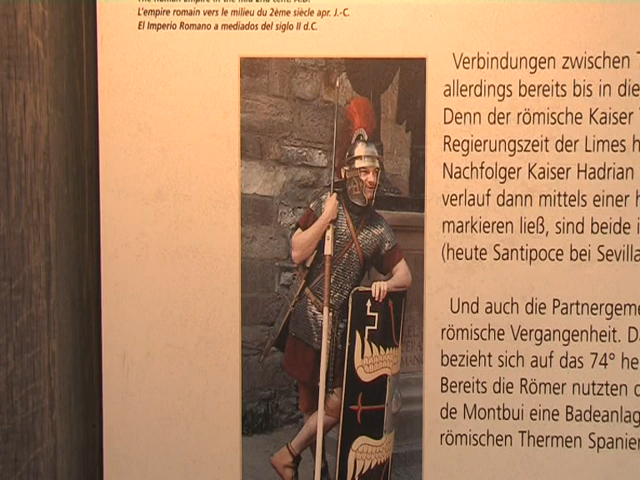 The Roman Empire in the mid 2nd cent. A.D.
L'empire romain vers le milieu du 2ème siècle apr. J.-C.
El Imperio Romano a mediados del siglo II d.C.
Verbindungen zwischen
allerdings bereits bis in die
Denn der römische Kaiser
Regierungszeit der Limes
Nachfolger Kaiser Hadrian
verlauf dann mittels einer
markieren ließ, sind beide
(heute Santipoce bei Sevilla
Und auch die Partnergeme
römische Vergangenheit.
bezieht sich auf das 74° he
Bereits die Römer nutzten
de Montbui eine Badeanlag
römischen Thermen Spanien